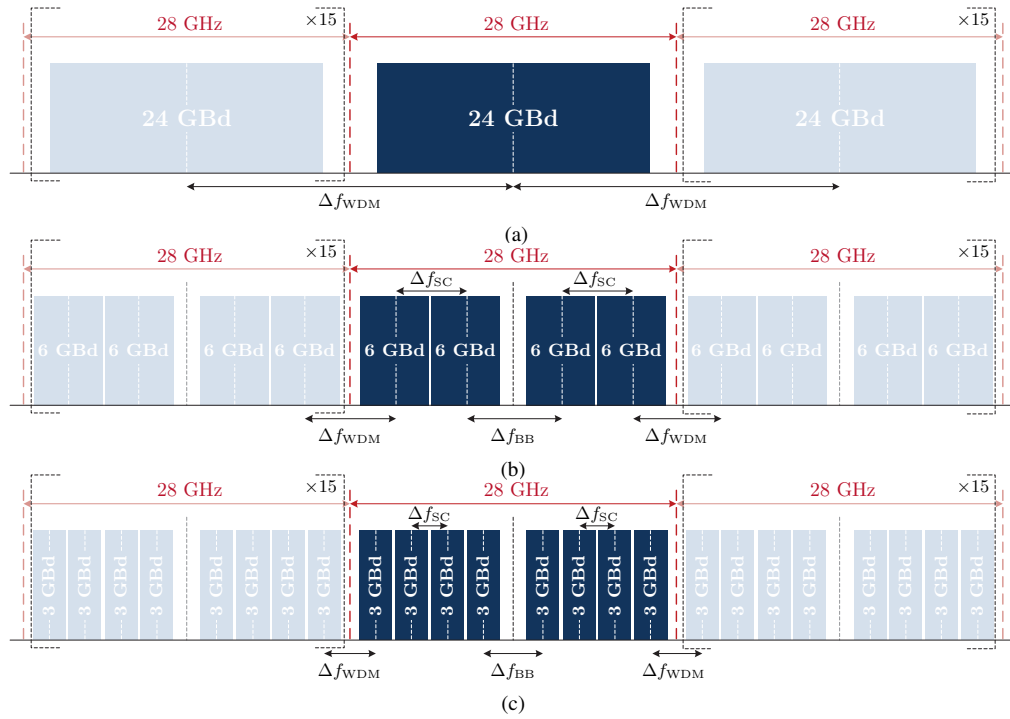 ×15 ×15
28 GHz 28 GHz 28 GHz
24 GBd 24 GBd 24 GBd
Δf_WDM Δf_WDM
(a)
×15 ×15
28 GHz 28 GHz 28 GHz
Δf_SC Δf_SC
6 GBd 6 GBd 6 GBd 6 GBd 6 GBd 6 GBd 6 GBd 6 GBd 6 GBd 6 GBd 6 GBd 6 GBd
Δf_WDM Δf_BB Δf_WDM
(b)
×15 ×15
28 GHz 28 GHz 28 GHz
Δf_SC Δf_SC
3 GBd 3 GBd 3 GBd 3 GBd 3 GBd 3 GBd 3 GBd 3 GBd 3 GBd 3 GBd 3 GBd 3 GBd 3 GBd 3 GBd 3 GBd 3 GBd 3 GBd 3 GBd 3 GBd 3 GBd 3 GBd 3 GBd 3 GBd 3 GBd
Δf_WDM Δf_BB Δf_WDM
(c)